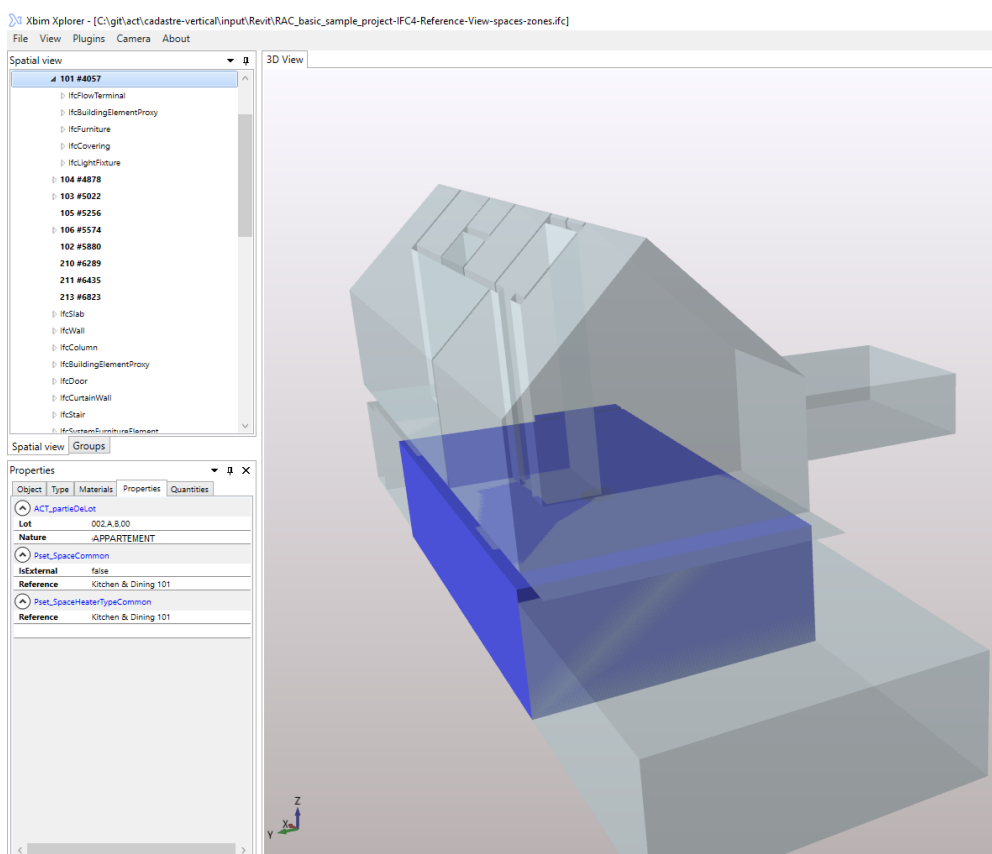 Xbim Xplorer - [C:\git\act\cadastre-vertical\input\Revit\RAC_basic_sample_project-IFC4-Reference-View-spaces-zones.ifc]
File View Plugins Camera About
Spatial view
3D View
101 #4057
IfcFlowTerminal
IfcBuildingElementProxy
IfcFurniture
IfcCovering
IfcLightFixture
104 #4878
103 #5022
105 #5256
106 #5574
102 #5880
210 #6289
211 #6435
213 #6823
IfcSlab
IfcWall
IfcColumn
IfcBuildingElementProxy
IfcDoor
IfcCurtainWall
IfcStair
IfcSystemFurnitureElement
Spatial view Groups
Properties
Object Type Materials Properties Quantities
ACT_partieDeLot
Lot 002.A.B.00
Nature APPARTEMENT
Pset_SpaceCommon
IsExternal false
Reference Kitchen & Dining 101
Pset_SpaceHeaterTypeCommon
Reference Kitchen & Dining 101
Z
X
Y